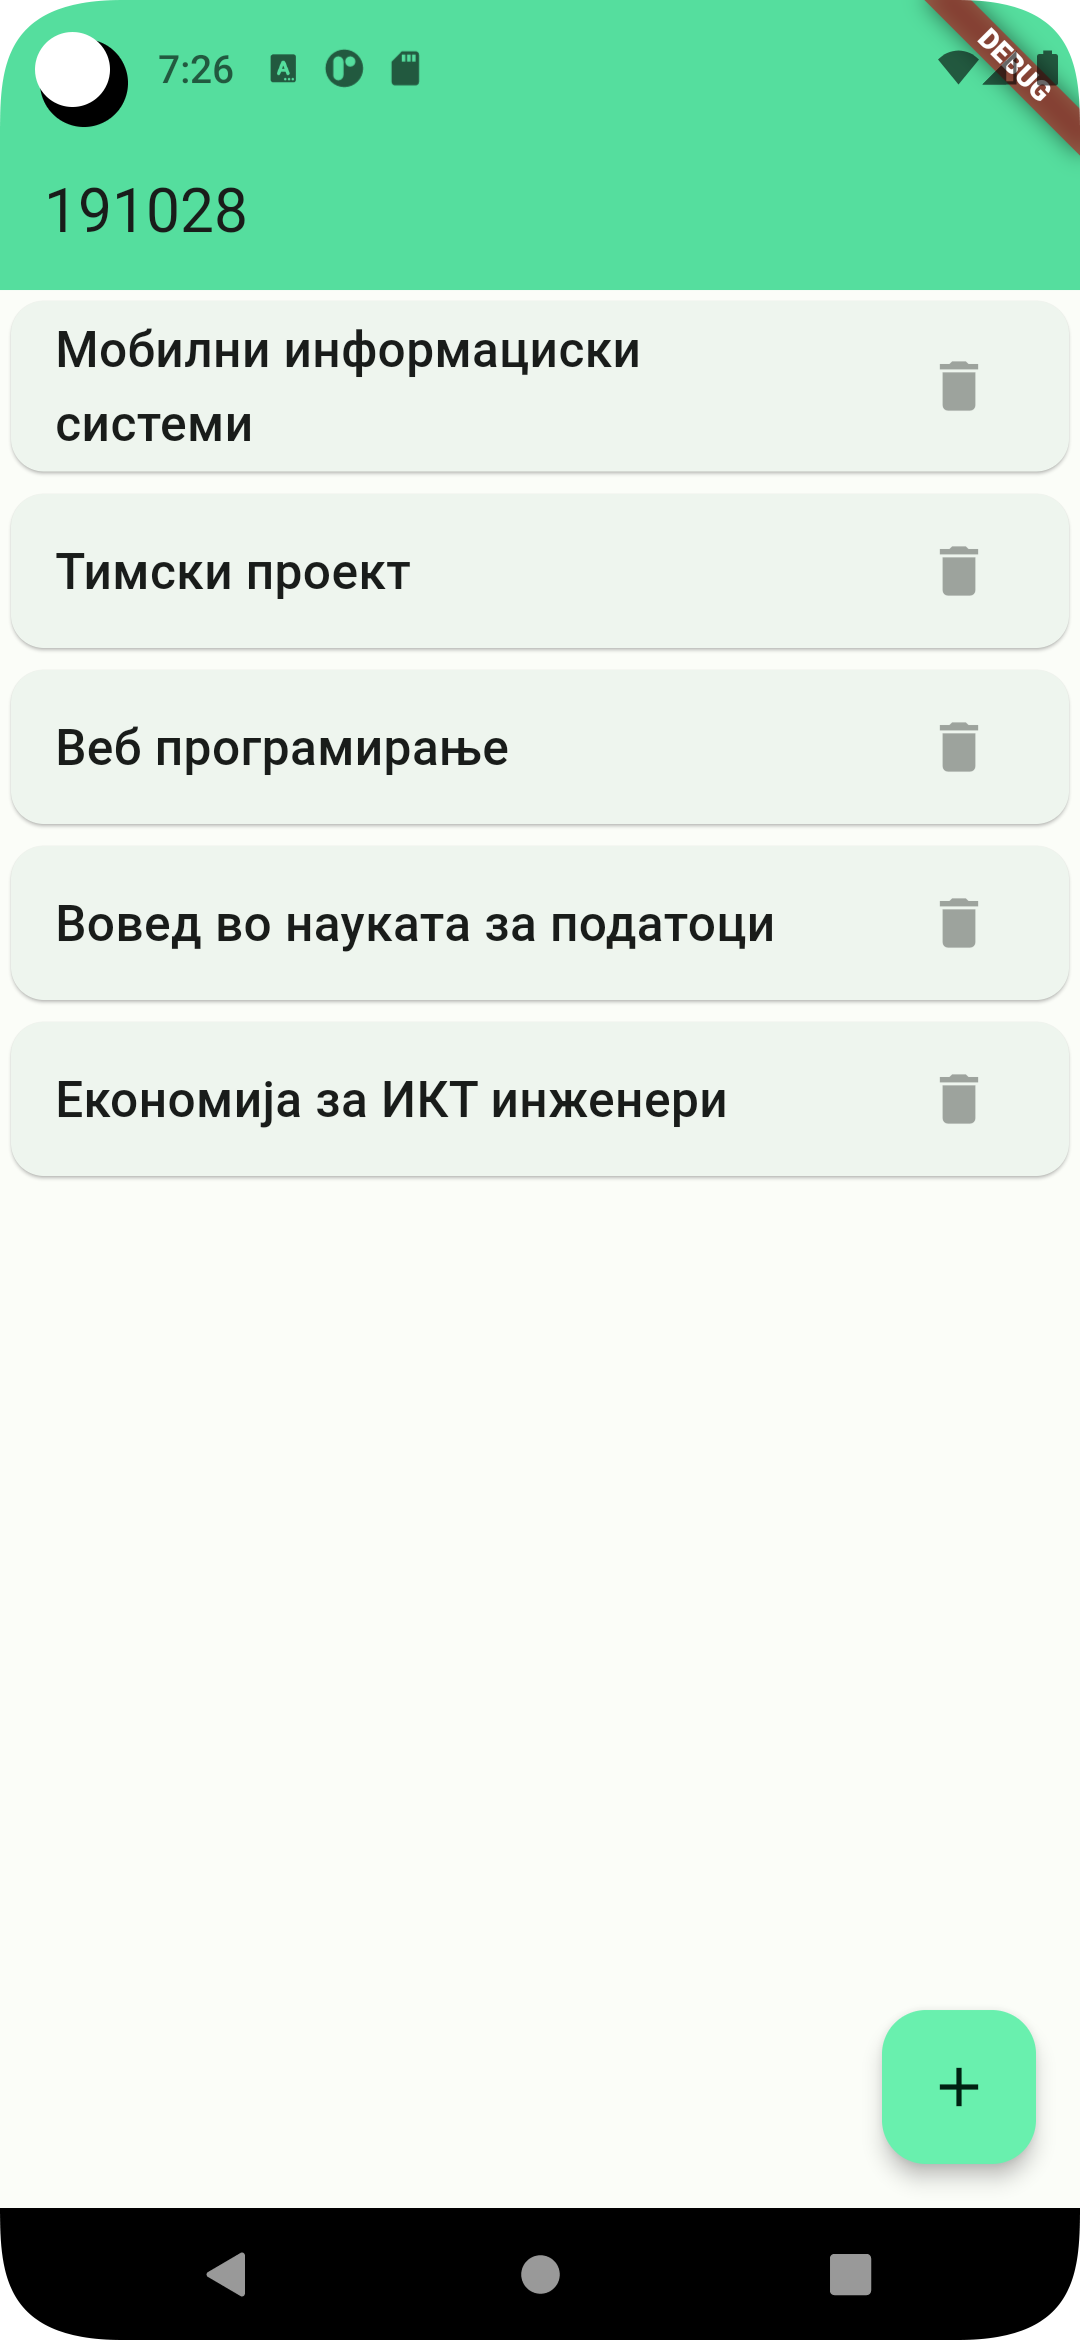 7:26
DEBUG
191028
Мобилни информациски
системи
Тимски проект
Веб програмирање
Вовед во науката за податоци
Економија за ИКТ инженери